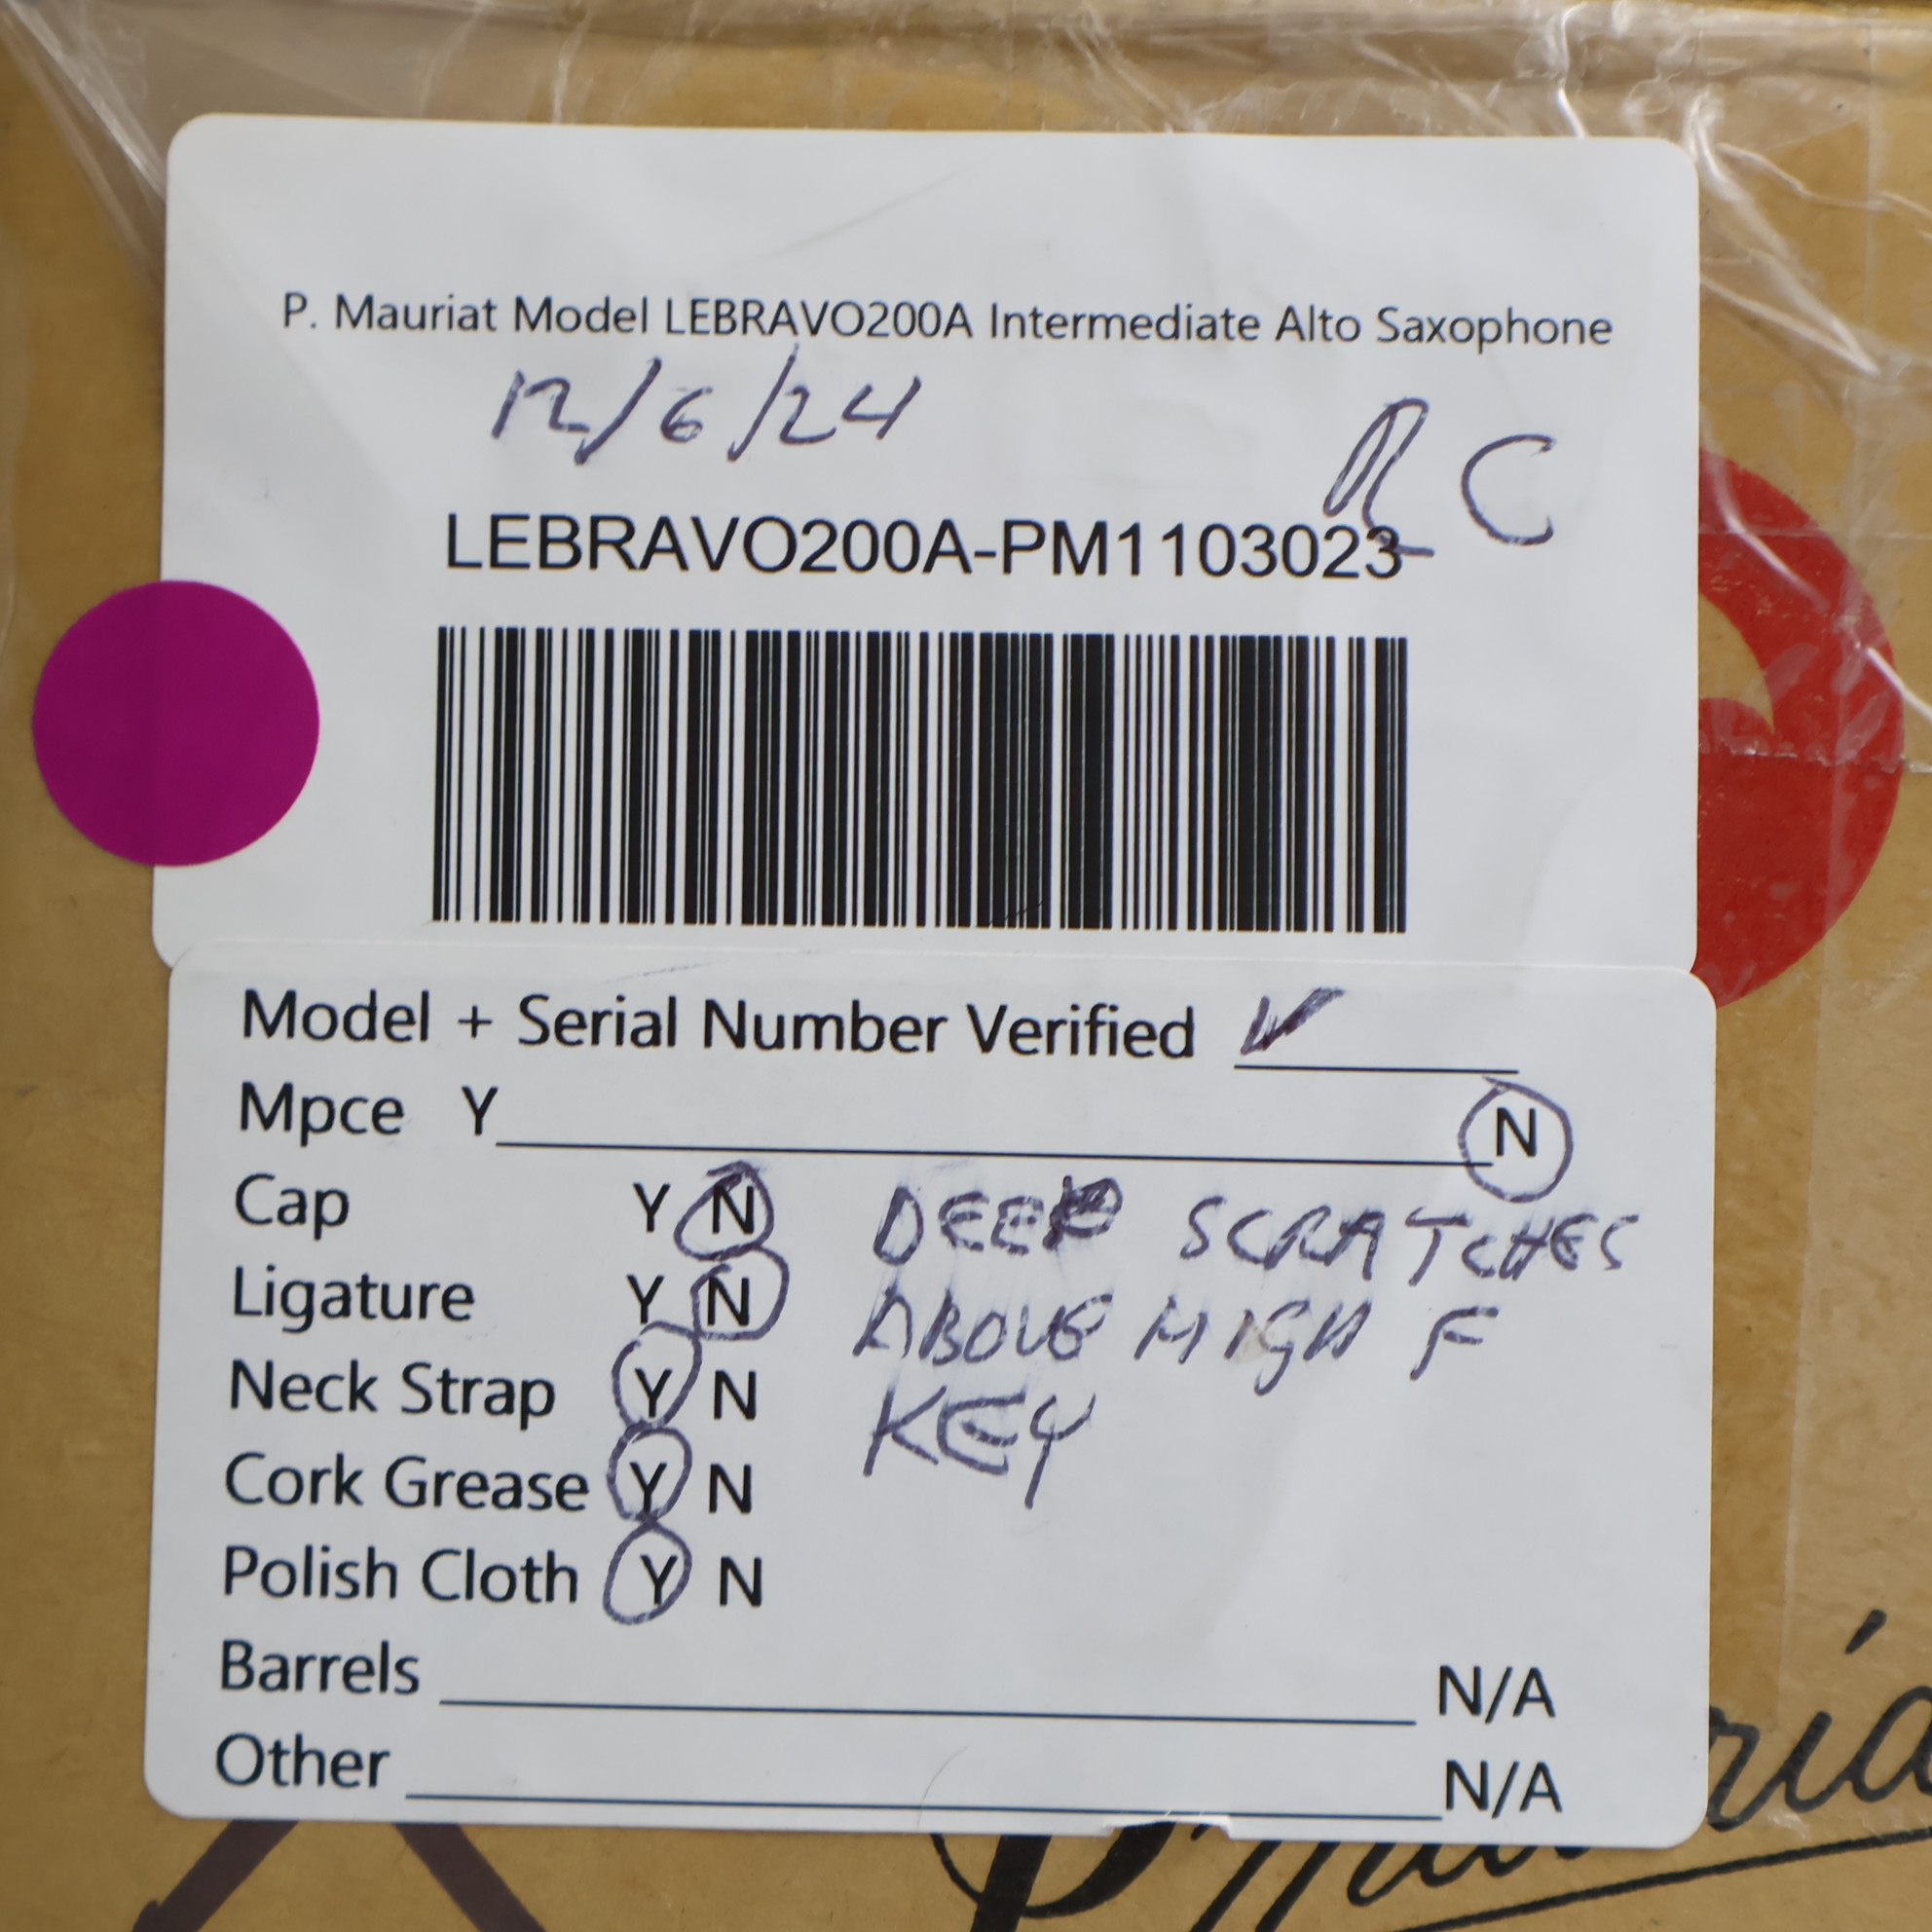 P. Mauriat Model LEBRAVO200A Intermediate Alto Saxophone
12/6/24
RC
LEBRAVO200A-PM1103023
Model + Serial Number Verified ✓
Mpce Y N
Cap Y N DEEP SCRATCHES
Ligature Y N ABOVE HIGH F
Neck Strap Y N KEY
Cork Grease Y N
Polish Cloth Y N
Barrels N/A
Other N/A